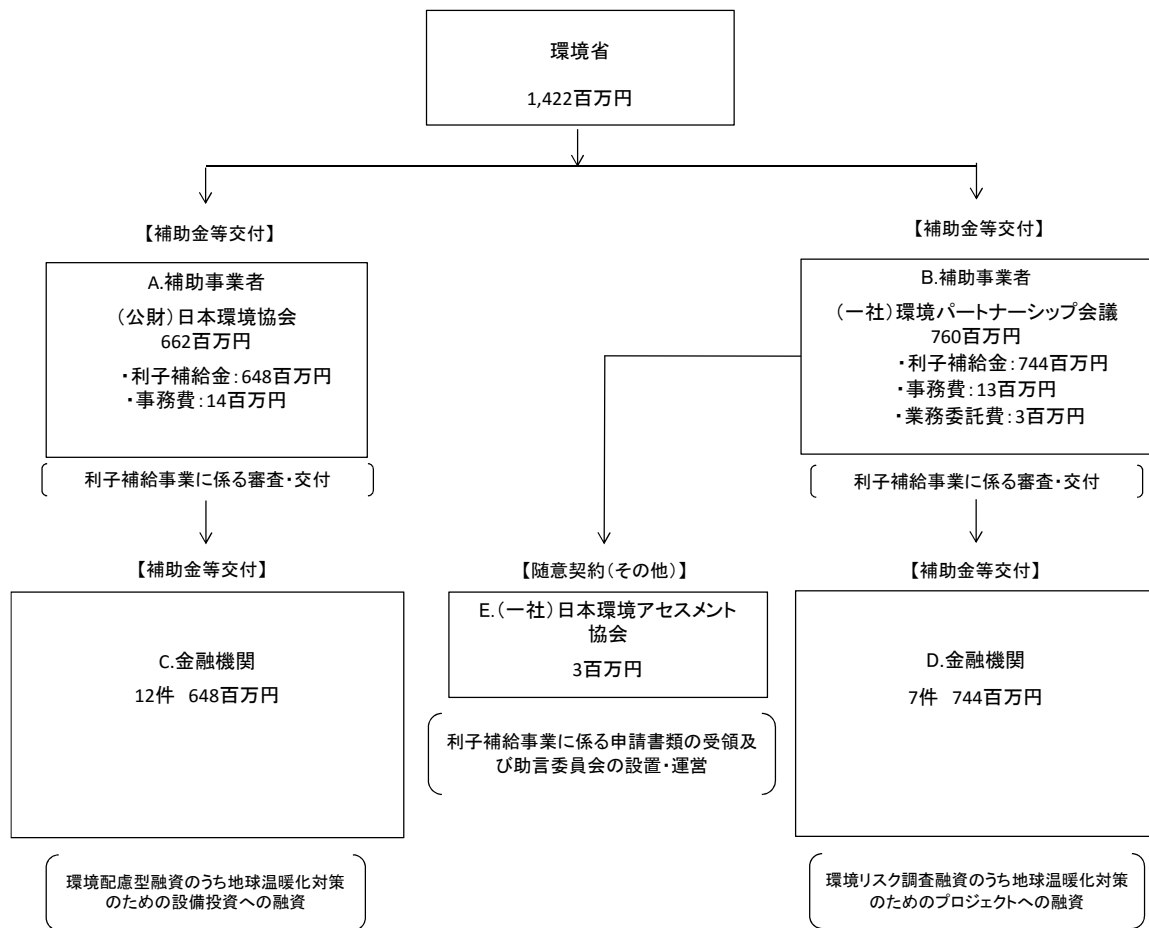 環境省
1,422百万円
【補助金等交付】
【補助金等交付】
A.補助事業者
(公財)日本環境協会
662百万円
・利子補給金:648百万円
・事務費:14百万円
B.補助事業者
(一社)環境パートナーシップ会議
760百万円
・利子補給金:744百万円
・事務費:13百万円
・業務委託費:3百万円
利子補給事業に係る審査・交付
利子補給事業に係る審査・交付
【補助金等交付】
【随意契約(その他)】
【補助金等交付】
C.金融機関
12件 648百万円
E.(一社)日本環境アセスメント
協会
3百万円
D.金融機関
7件 744百万円
利子補給事業に係る申請書類の受領及
び助言委員会の設置・運営
環境配慮型融資のうち地球温暖化対策
のための設備投資への融資
環境リスク調査融資のうち地球温暖化対策
のためのプロジェクトへの融資